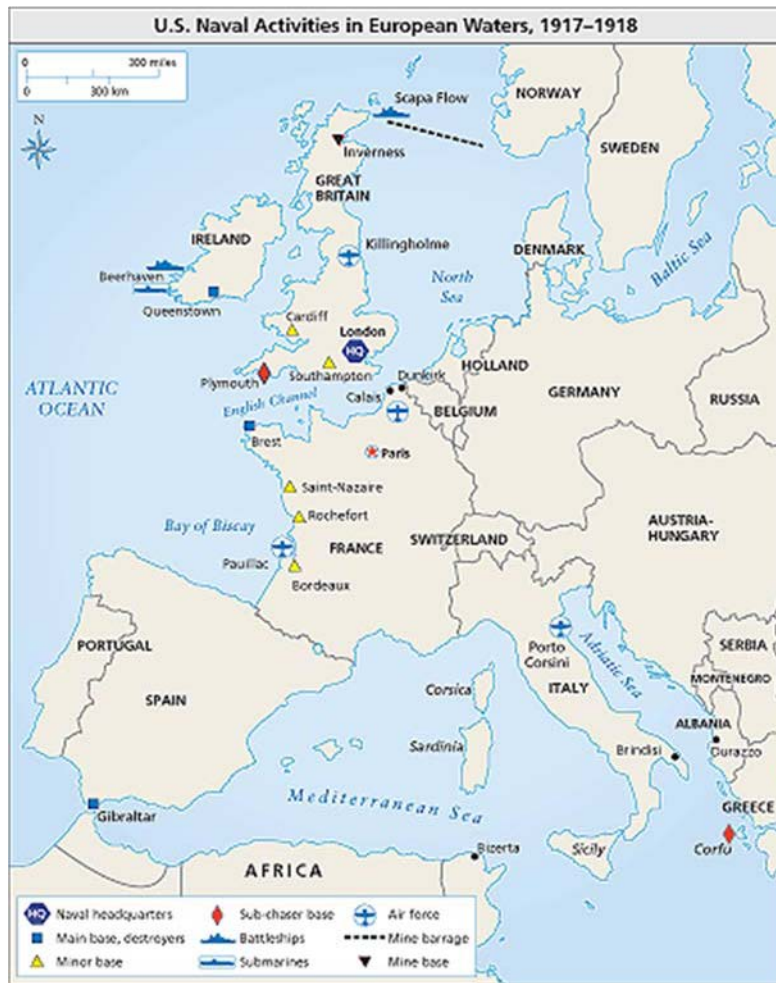 U.S. Naval Activities in European Waters, 1917–1918
0 300 miles
0 300 km
N
Scapa Flow
NORWAY
SWEDEN
Inverness
GREAT
BRITAIN
IRELAND
Killingholme
DENMARK
Baltic Sea
Beerhaven
North
Sea
Queenstown
Cardiff
London
HQ
HOLLAND
Plymouth
Southampton
Dunkirk
Calais
GERMANY
RUSSIA
ATLANTIC
OCEAN
English Channel
BELGIUM
Brest
Paris
Saint-Nazaire
Rochefort
Bay of Biscay
AUSTRIA-
HUNGARY
FRANCE
SWITZERLAND
Pauillac
Bordeaux
Porto
Corsini
Adriatic Sea
SERBIA
PORTUGAL
MONTENEGRO
SPAIN
Corsica
ITALY
ALBANIA
Sardinia
Brindisi
Durazzo
Mediterranean Sea
GREECE
Gibraltar
Bizerta
Sicily
Corfu
AFRICA
HQ Naval headquarters
Sub-chaser base
Air force
Main base, destroyers
Battleships
Mine barrage
Minor base
Submarines
Mine base